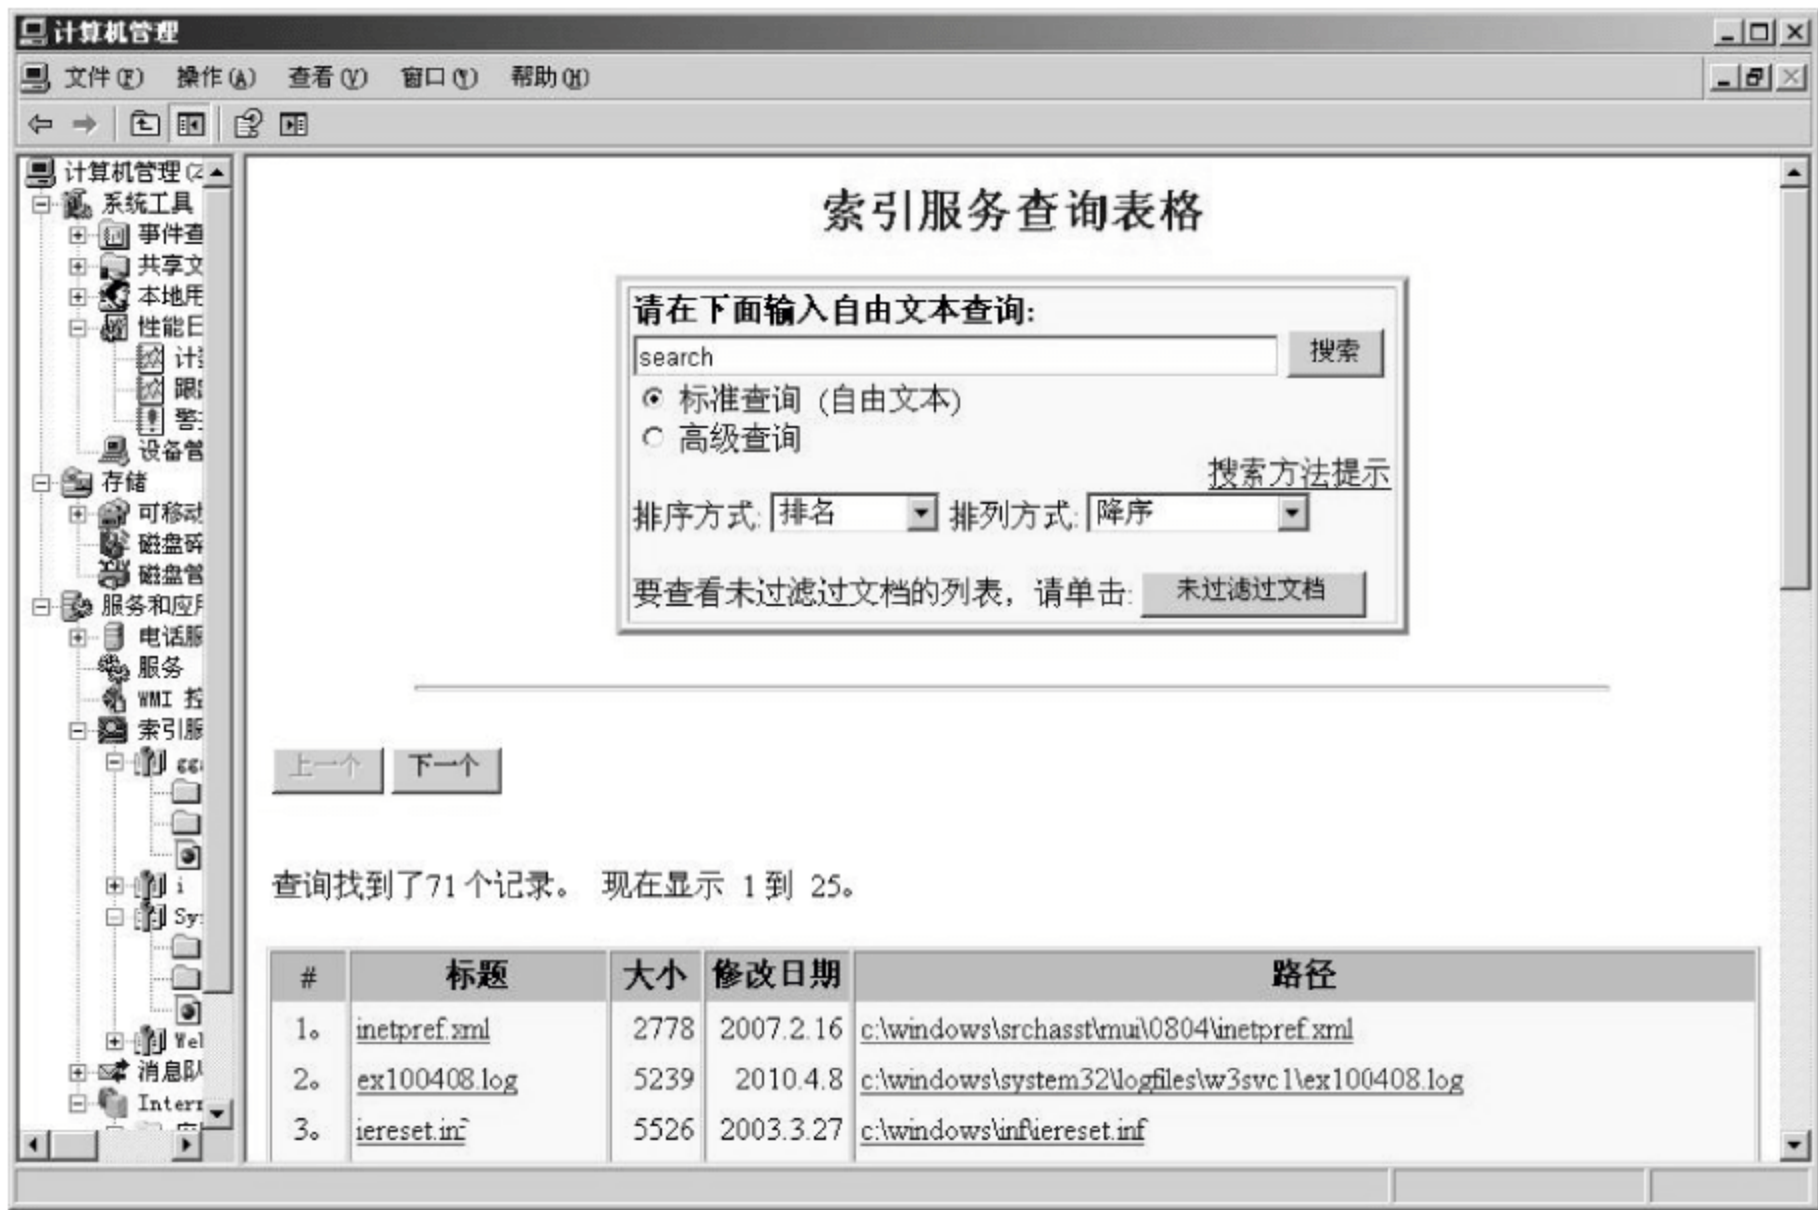 计算机管理
文件(F) 操作(A) 查看(V) 窗口(W) 帮助(H)
计算机管理(
系统工具
事件查
共享文
本地用
性能日
计
跟
警
设备管
存储
可移动
磁盘碎
磁盘管
服务和应用
电话服
服务
WMI 控
索引服
i
Sy
Wel
消息队
Intern
索引服务查询表格
请在下面输入自由文本查询:
search 搜索
标准查询 (自由文本)
高级查询
搜索方法提示
排序方式: 排名 排列方式: 降序
要查看未过滤过文档的列表，请单击: 未过滤过文档
上一个 下一个
查询找到了71个记录。 现在显示 1 到 25。
# 标题 大小 修改日期 路径
1。 inetpref.xml 2778 2007.2.16 c:\windows\srchasst\mui\0804\inetpref.xml
2。 ex100408.log 5239 2010.4.8 c:\windows\system32\logfiles\w3svc1\ex100408.log
3。 iereset.inf 5526 2003.3.27 c:\windows\inf\iereset.inf